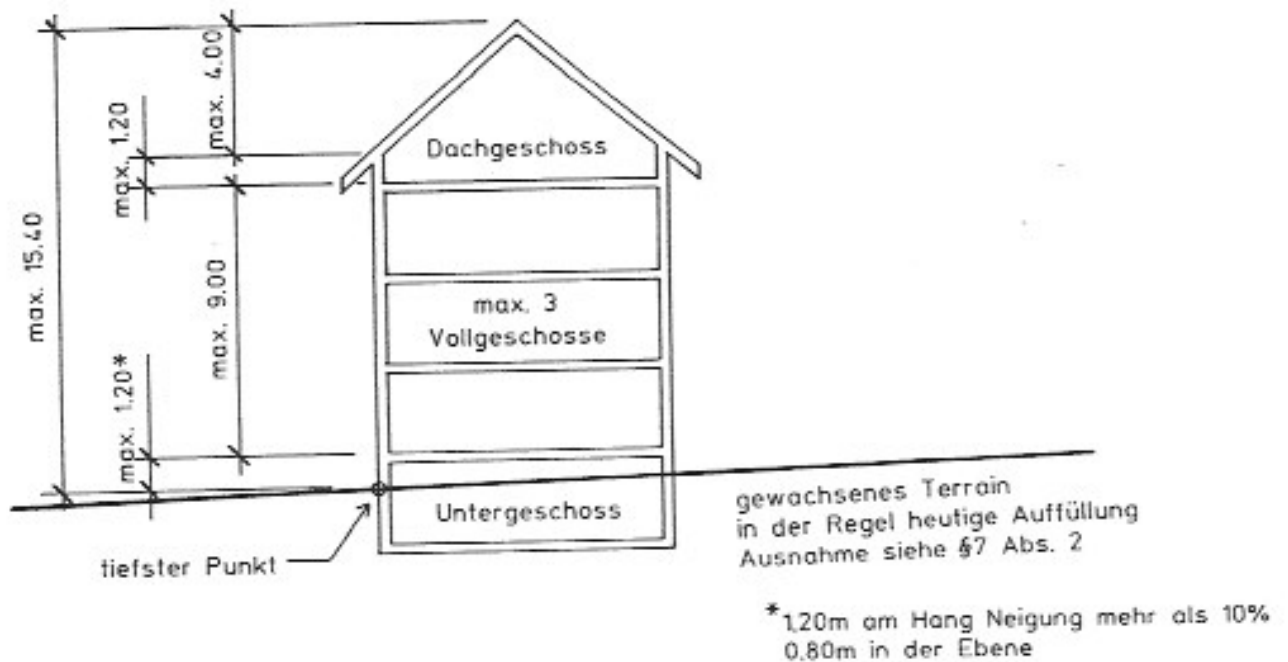 max. 15.40
max. 4.00
max. 1.20
max. 9.00
max. 1.20*
Dachgeschoss
max. 3
Vollgeschosse
Untergeschoss
tiefster Punkt
gewachsenes Terrain
in der Regel heutige Auffüllung
Ausnahme siehe §7 Abs. 2
*1,20m am Hang Neigung mehr als 10%
0,80m in der Ebene